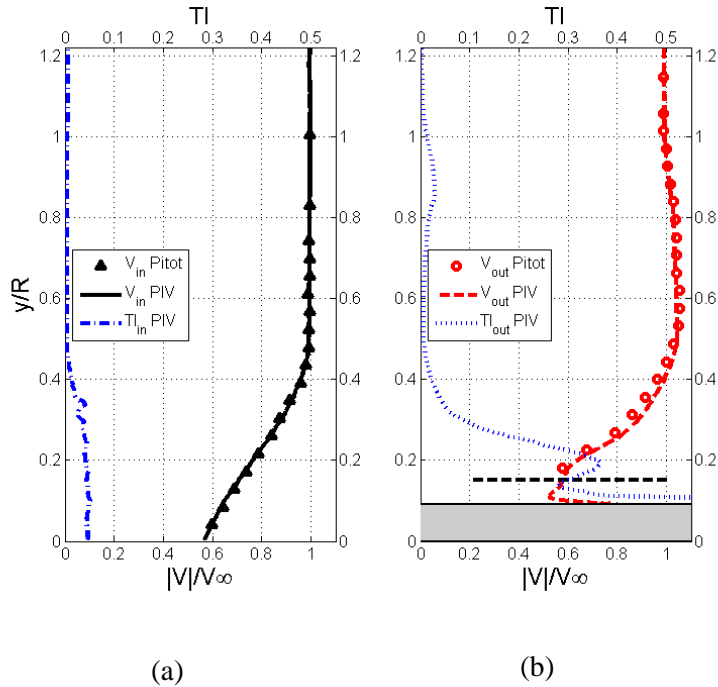 TI TI
0 0.1 0.2 0.3 0.4 0.5 0 0.1 0.2 0.3 0.4 0.5
1.2 1.2 1.2 1.2
1 1 1 1
0.8 0.8 0.8 0.8
V_in Pitot V_out Pitot
y/R 0.6 V_in PIV 0.6 0.6 V_out PIV 0.6
TI_in PIV TI_out PIV
0.4 0.4 0.4 0.4
0.2 0.2 0.2 0.2
0 0 0 0
0 0.2 0.4 0.6 0.8 1 0 0.2 0.4 0.6 0.8 1
|V|/V∞ |V|/V∞
(a) (b)